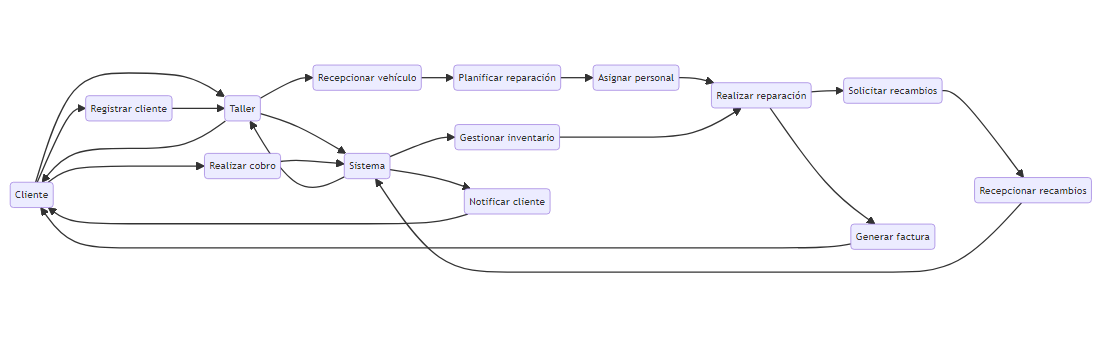 Recepcionar vehículo
Planificar reparación
Asignar personal
Realizar reparación
Solicitar recambios
Registrar cliente
Taller
Gestionar inventario
Realizar cobro
Sistema
Cliente
Notificar cliente
Recepcionar recambios
Generar factura